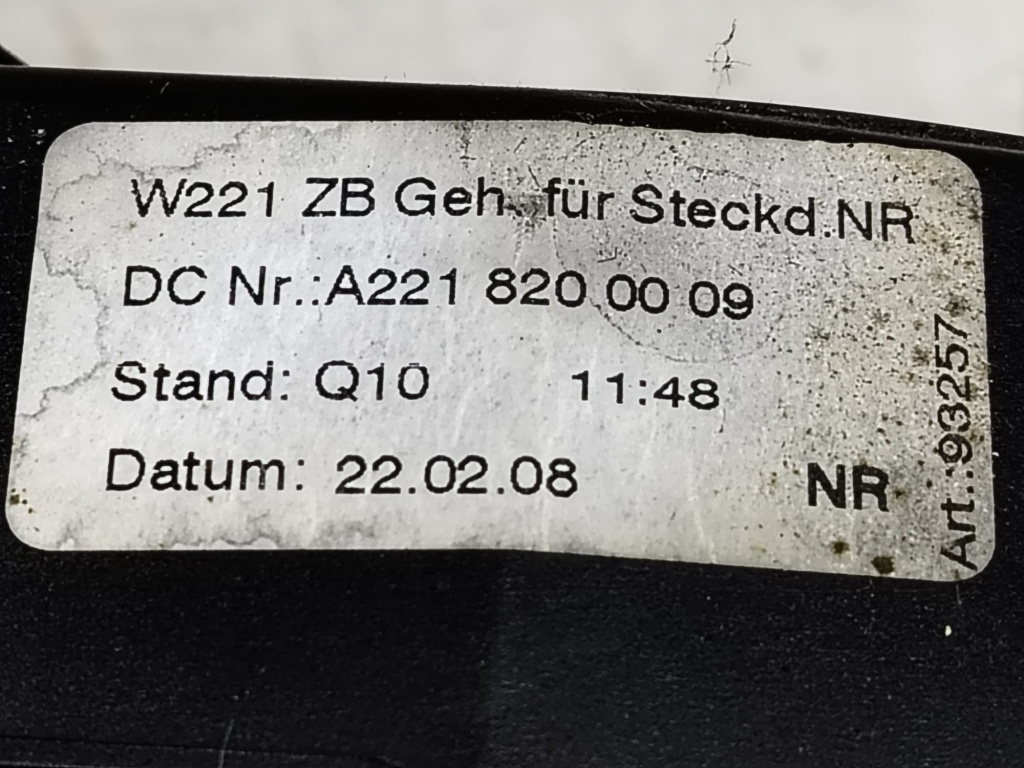 W221 ZB Geh. für Steckd.NR
DC Nr.:A221 820 00 09
Stand: Q10 11:48
Datum: 22.02.08 NR
Art.:93257